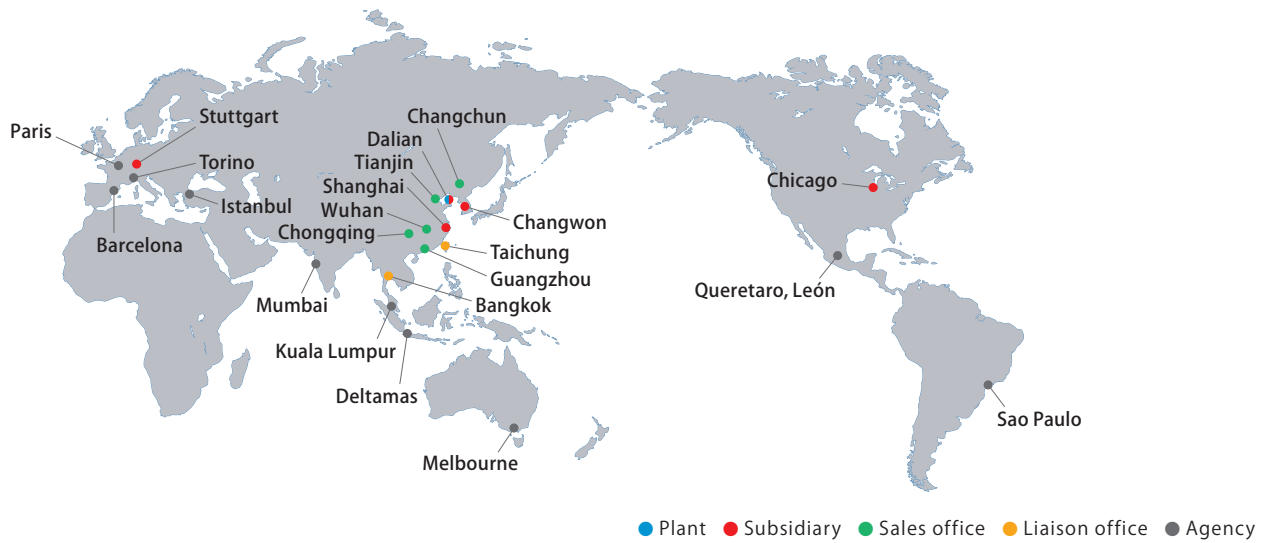 Paris
Stuttgart
Torino
Istanbul
Barcelona
Changchun
Dalian
Tianjin
Shanghai
Wuhan
Chongqing
Changwon
Taichung
Guangzhou
Bangkok
Mumbai
Kuala Lumpur
Deltamas
Melbourne
Chicago
Queretaro, León
Sao Paulo
Plant Subsidiary Sales office Liaison office Agency